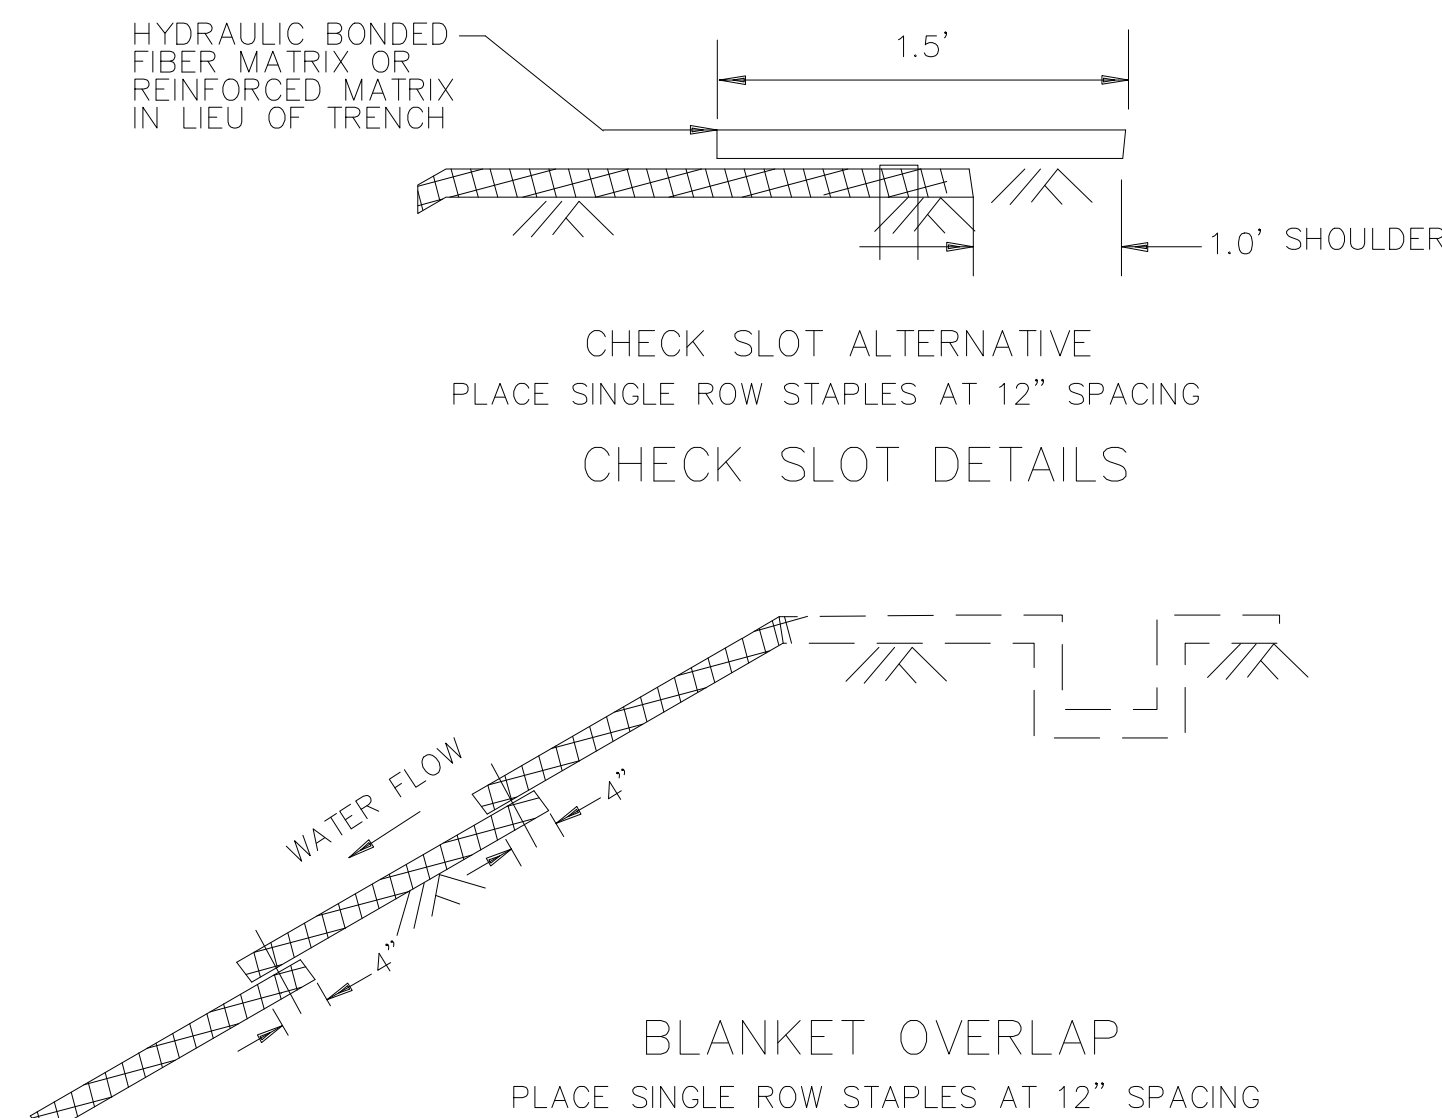 HYDRAULIC BONDED
FIBER MATRIX OR
REINFORCED MATRIX
IN LIEU OF TRENCH
1.5'
1.0' SHOULDER
CHECK SLOT ALTERNATIVE
PLACE SINGLE ROW STAPLES AT 12" SPACING
CHECK SLOT DETAILS
WATER FLOW
4"
4"
BLANKET OVERLAP
PLACE SINGLE ROW STAPLES AT 12" SPACING